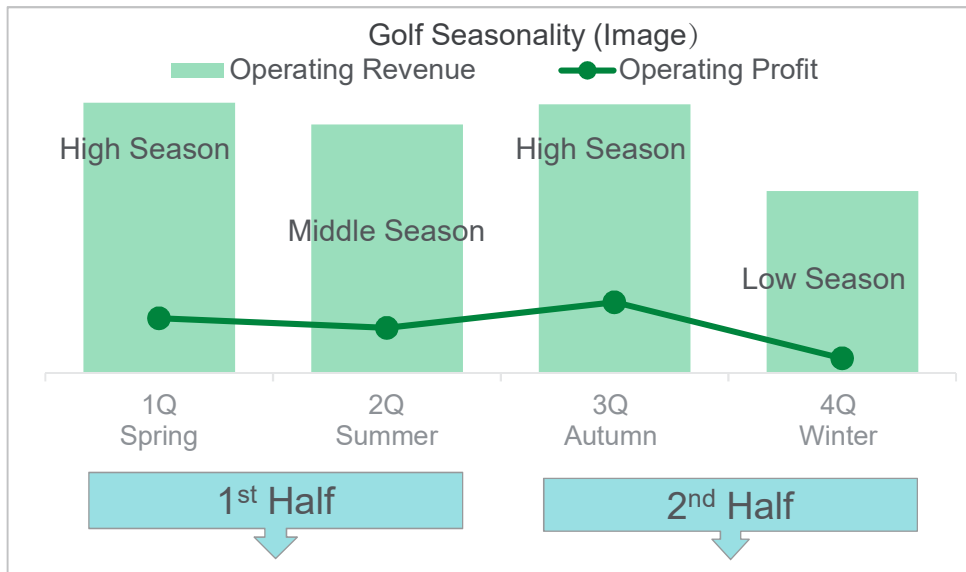 Golf Seasonality (Image）
Operating Revenue
Operating Profit
High Season
Middle Season
High Season
Low Season
1Q
Spring
2Q
Summer
3Q
Autumn
4Q
Winter
1st Half
2nd Half